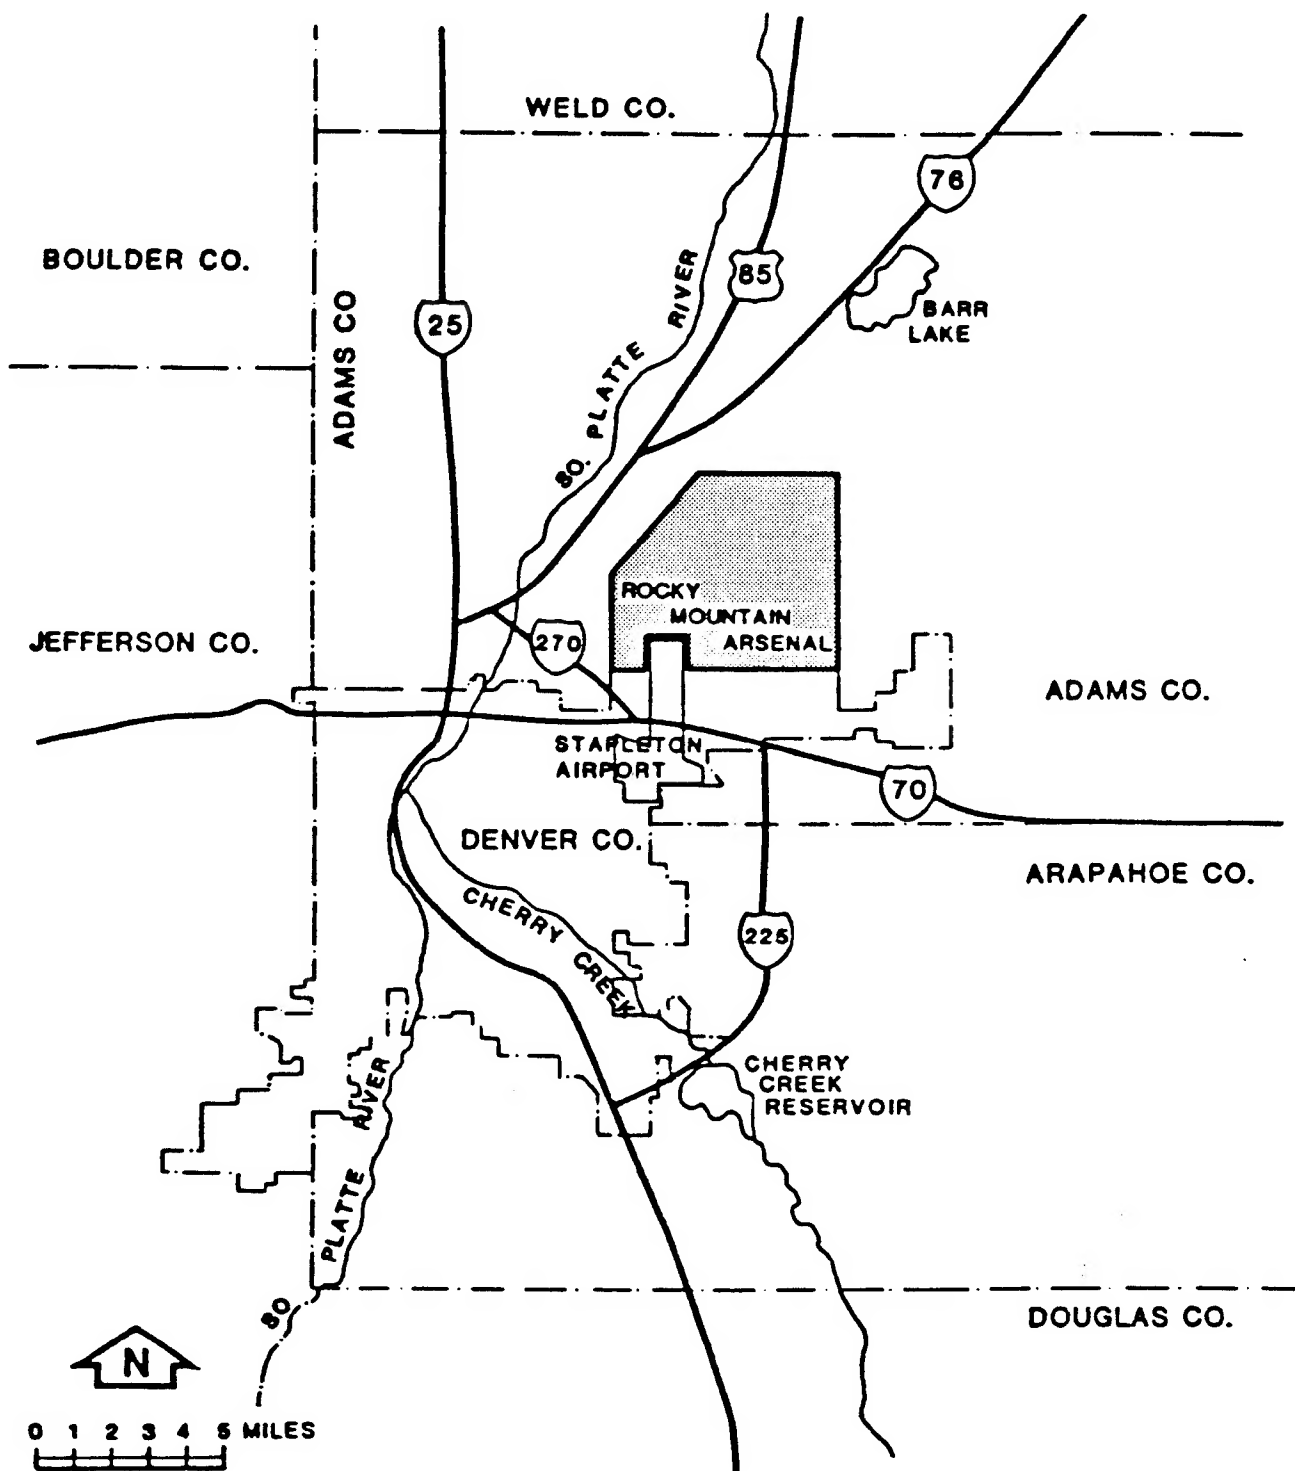 WELD CO.
76
BOULDER CO.
85
SO. PLATTE RIVER
25
BARR
LAKE
ADAMS CO
ROCKY
MOUNTAIN
ARSENAL
270
JEFFERSON CO.
ADAMS CO.
STAPLETON
AIRPORT
70
DENVER CO.
ARAPAHOE CO.
CHERRY CREEK
225
CHERRY
CREEK
RESERVOIR
SO PLATTE RIVER
DOUGLAS CO.
N
0 1 2 3 4 5 MILES